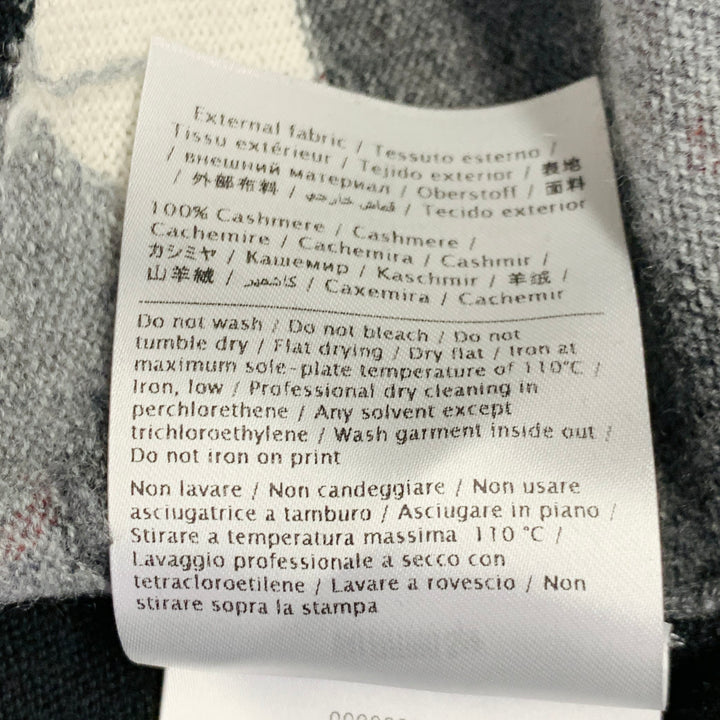 External fabric / Tessuto esterno /
Tissu extérieur / Tejido exterior / 表地
/ внешний материал / Oberstoff / 面料
/ 外部布料 / قماش خارجي / Tecido exterior
100% Cashmere / Cashmere /
Cachemire / Cachemira / Cashmir /
カシミヤ / Кашемир / Kaschmir / 羊绒 /
山羊絨 / كاشمير / Caxemira / Cachemir
Do not wash / Do not bleach / Do not
tumble dry / Flat drying / Dry flat / Iron at
maximum sole-plate temperature of 110°C /
Iron, low / Professional dry cleaning in
perchlorethene / Any solvent except
trichloroethylene / Wash garment inside out /
Do not iron on print
Non lavare / Non candeggiare / Non usare
asciugatrice a tamburo / Asciugare in piano /
Stirare a temperatura massima 110 °C /
Lavaggio professionale a secco con
tetracloroetilene / Lavare a rovescio / Non
stirare sopra la stampa